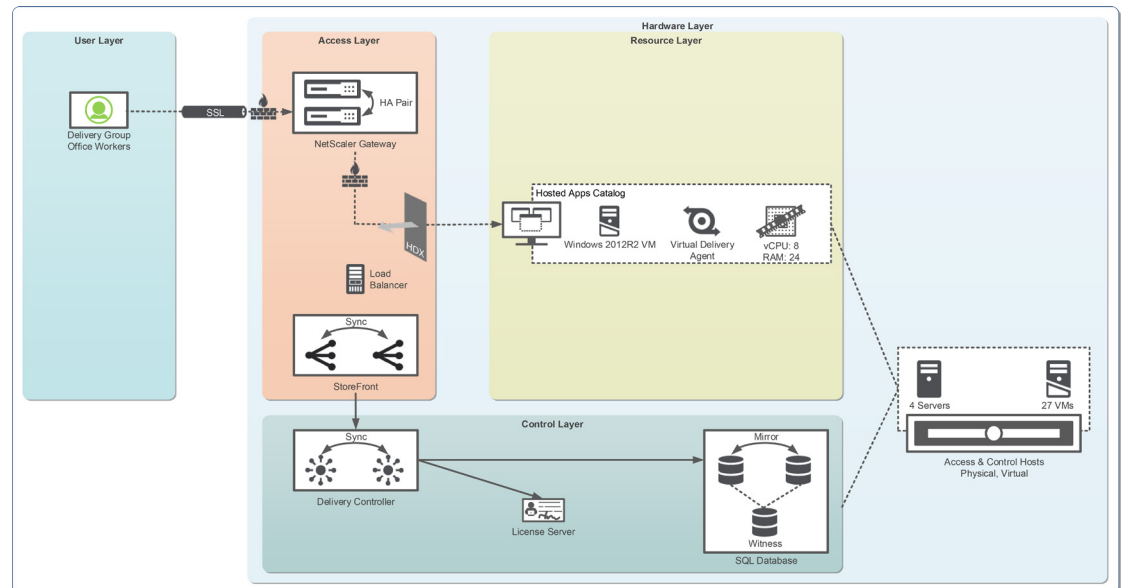 Hardware Layer
User Layer
Access Layer
Resource Layer
HA Pair
SSL
Delivery Group
Office Workers
NetScaler Gateway
Hosted Apps Catalog
Windows 2012R2 VM
Virtual Delivery
Agent
vCPU: 8
RAM: 24
HDX
Load
Balancer
Sync
StoreFront
4 Servers
27 VMs
Access & Control Hosts
Physical, Virtual
Control Layer
Sync
Mirror
Delivery Controller
License Server
Witness
SQL Database